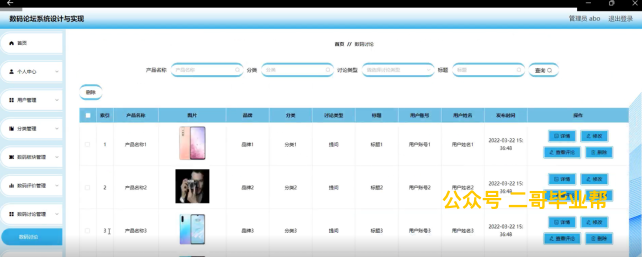 数码论坛系统设计与实现
管理员 abo 退出登录
首页 // 数码讨论
首页
个人中心
用户管理
分类管理
数码板块管理
数码评价管理
数码讨论管理
数码讨论
产品名称 产品名称 分类 分类 讨论类型 请选择讨论类型 标题 标题 查询
删除
索引 产品名称 图片 品牌 分类 讨论类型 标题 用户账号 用户姓名 发布时间 操作
1 产品名称1 品牌1 分类1 提问 标题1 用户账号1 用户姓名1 2022-03-22 15:36:48 详情 修改
查看评论 删除
2 产品名称2 品牌2 分类2 提问 标题2 用户账号2 用户姓名2 2022-03-22 15:36:48 详情 修改
公众号 二哥毕业帮
3 产品名称3 品牌3 分类3 提问 标题3 用户账号3 用户姓名3 2022-03-22 15:36:48 详情 修改
查看评论 删除